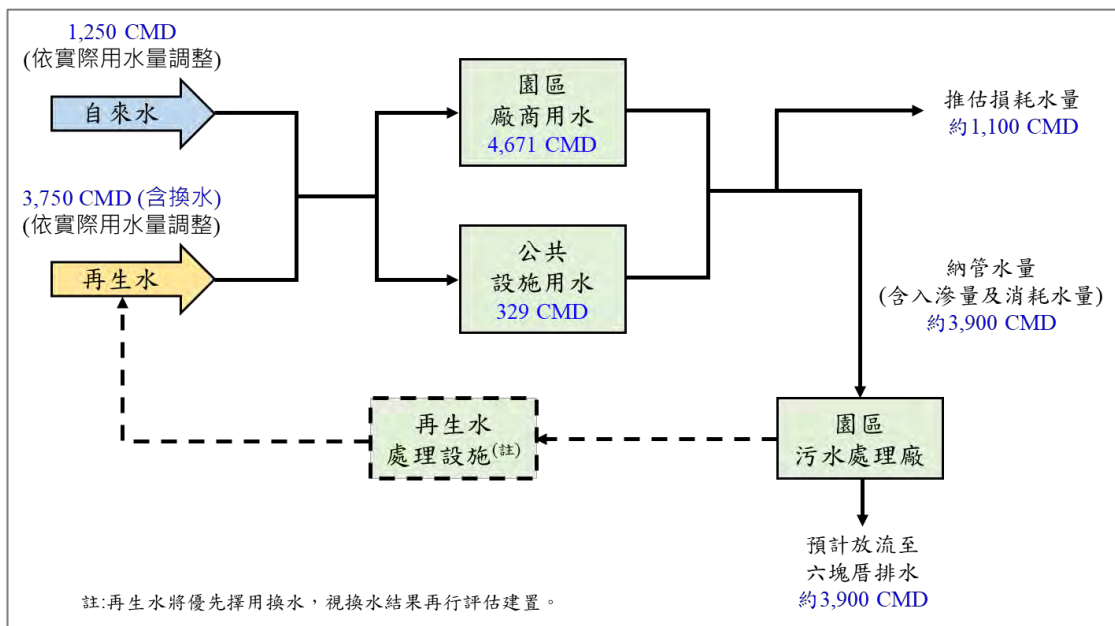 1,250 CMD
(依實際用水量調整)
自來水
3,750 CMD (含換水)
(依實際用水量調整)
再生水
園區
廠商用水
4,671 CMD
公共
設施用水
329 CMD
推估損耗水量
約1,100 CMD
納管水量
(含入滲量及消耗水量)
約3,900 CMD
再生水
處理設施(註)
園區
污水處理廠
預計放流至
六塊厝排水
約3,900 CMD
註:再生水將優先擇用換水，視換水結果再行評估建置。